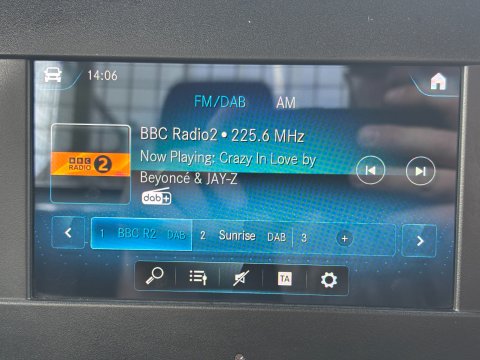 14:06
FM/DAB AM
BBC Radio2 • 225.6 MHz
Now Playing: Crazy In Love by
Beyoncé & JAY-Z
BBC
RADIO 2
dab+
1 BBC R2 DAB 2 Sunrise DAB 3 +
TA